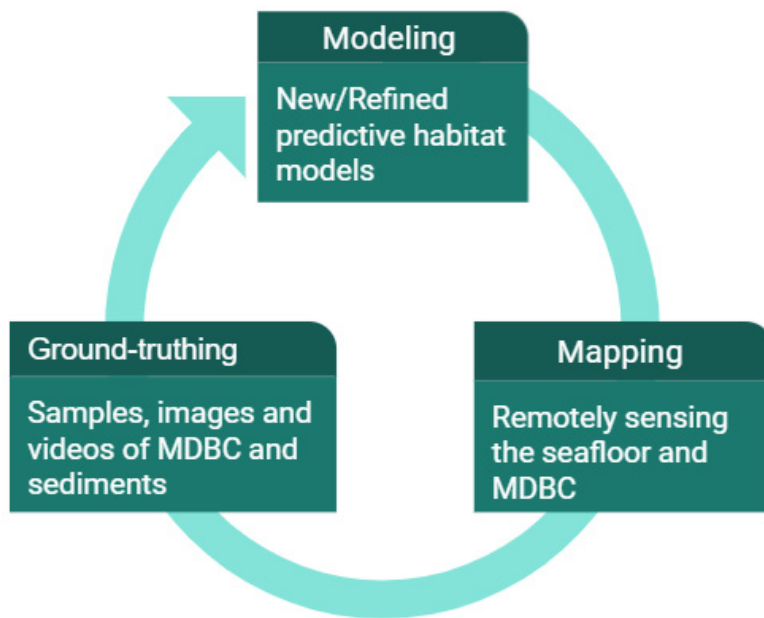 Modeling
New/Refined
predictive habitat
models
Ground-truthing
Samples, images and
videos of MDBC and
sediments
Mapping
Remotely sensing
the seafloor and
MDBC